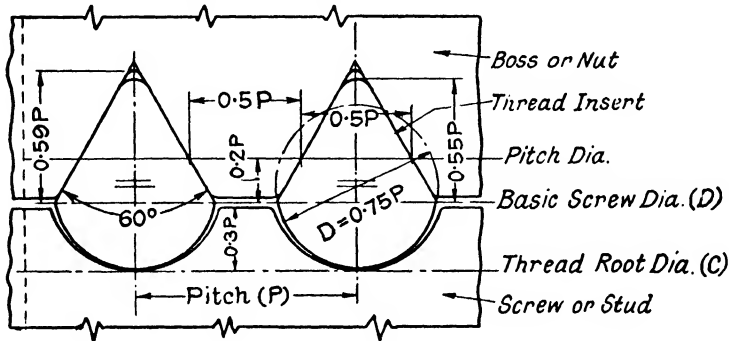 Boss or Nut
Thread Insert
0.5P
0.5P
0.59P
0.55P
0.2P
Pitch Dia.
Basic Screw Dia.(D)
60°
D=0.75P
0.3P
Thread Root Dia.(C)
Pitch (P)
Screw or Stud